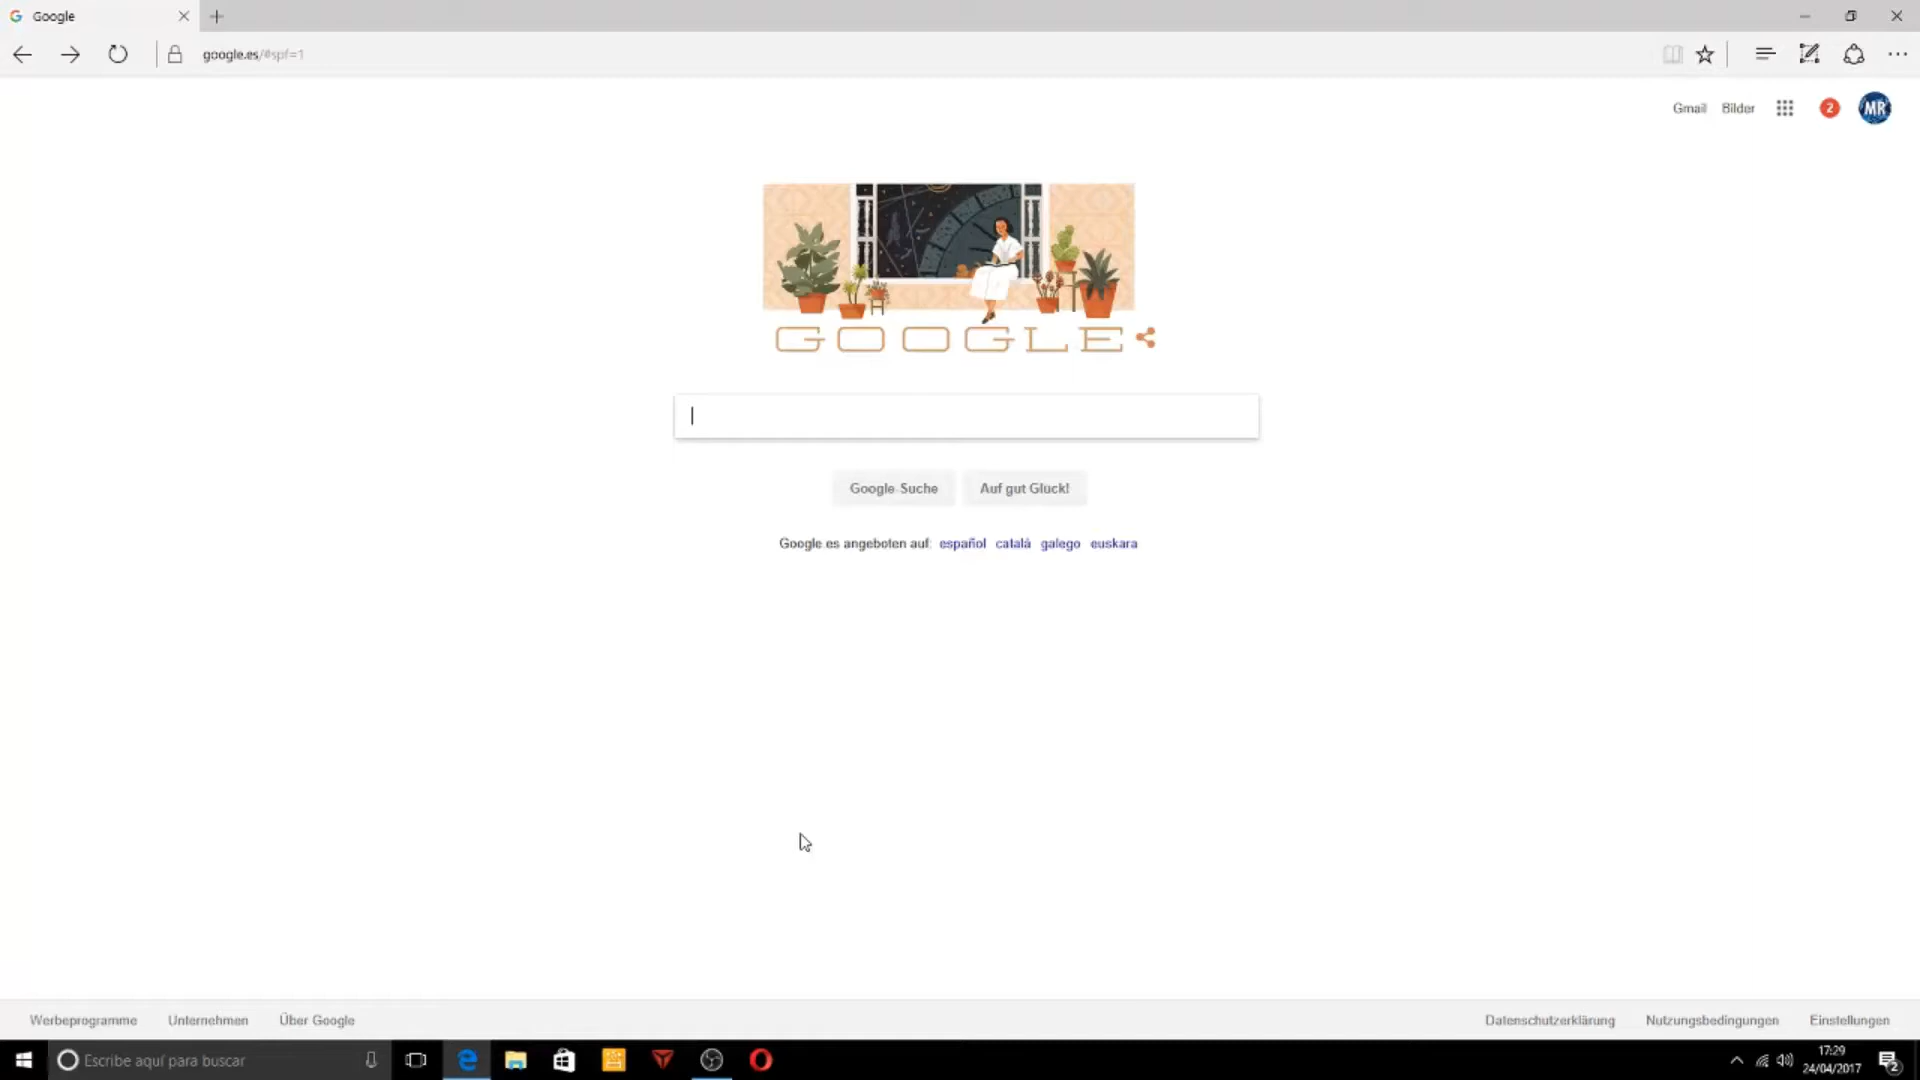 Google
google.es/#spf=1
Gmail Bilder 2 MR
GOOGLE
Google-Suche Auf gut Glück!
Google.es angeboten auf: español català galego euskara
Werbeprogramme Unternehmen Über Google Datenschutzerklärung Nutzungsbedingungen Einstellungen
Escribe aquí para buscar
17:29
24/04/2017
2